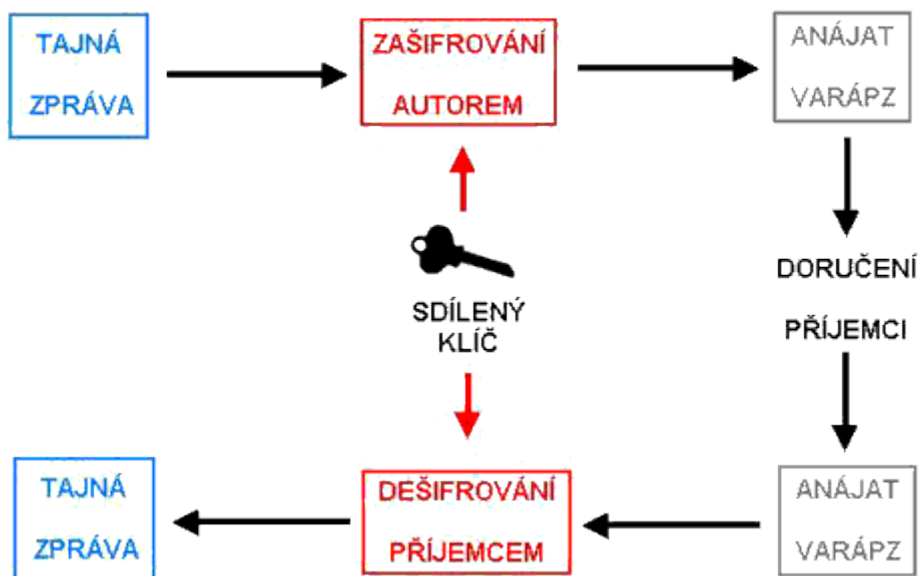 TAJNÁ
ZPRÁVA
ZAŠIFROVÁNÍ
AUTOREM
ANÁJAT
VARÁPZ
SDÍLENÝ
KLÍČ
DORUČENÍ
PŘÍJEMCI
TAJNÁ
ZPRÁVA
DEŠIFROVÁNÍ
PŘÍJEMCEM
ANÁJAT
VARÁPZ